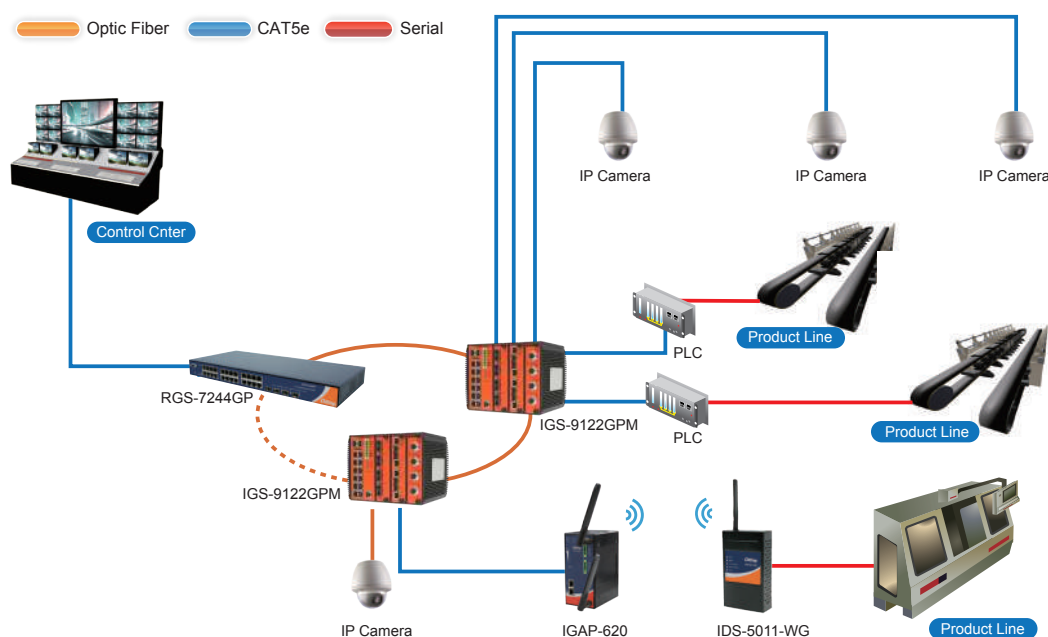 Optic Fiber
CAT5e
Serial
IP Camera
IP Camera
IP Camera
Control Cnter
Product Line
PLC
RGS-7244GP
IGS-9122GPM
PLC
Product Line
IGS-9122GPM
IP Camera
IGAP-620
IDS-5011-WG
Product Line